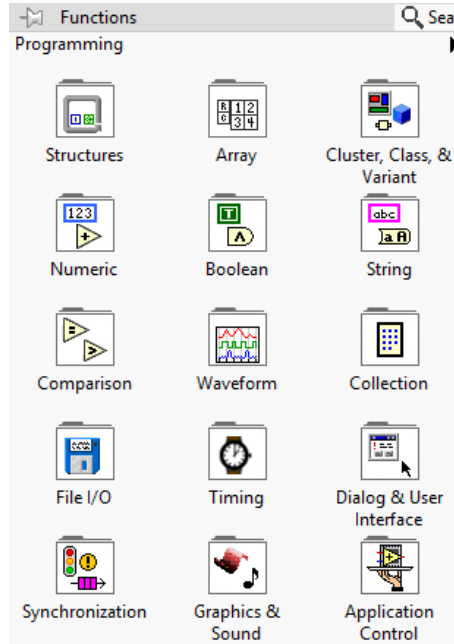 Functions
Sea
Programming
Structures
Array
Cluster, Class, &
Variant
123
abc
Numeric
Boolean
String
Comparison
Waveform
Collection
File I/O
Timing
Dialog & User
Interface
Synchronization
Graphics &
Sound
Application
Control